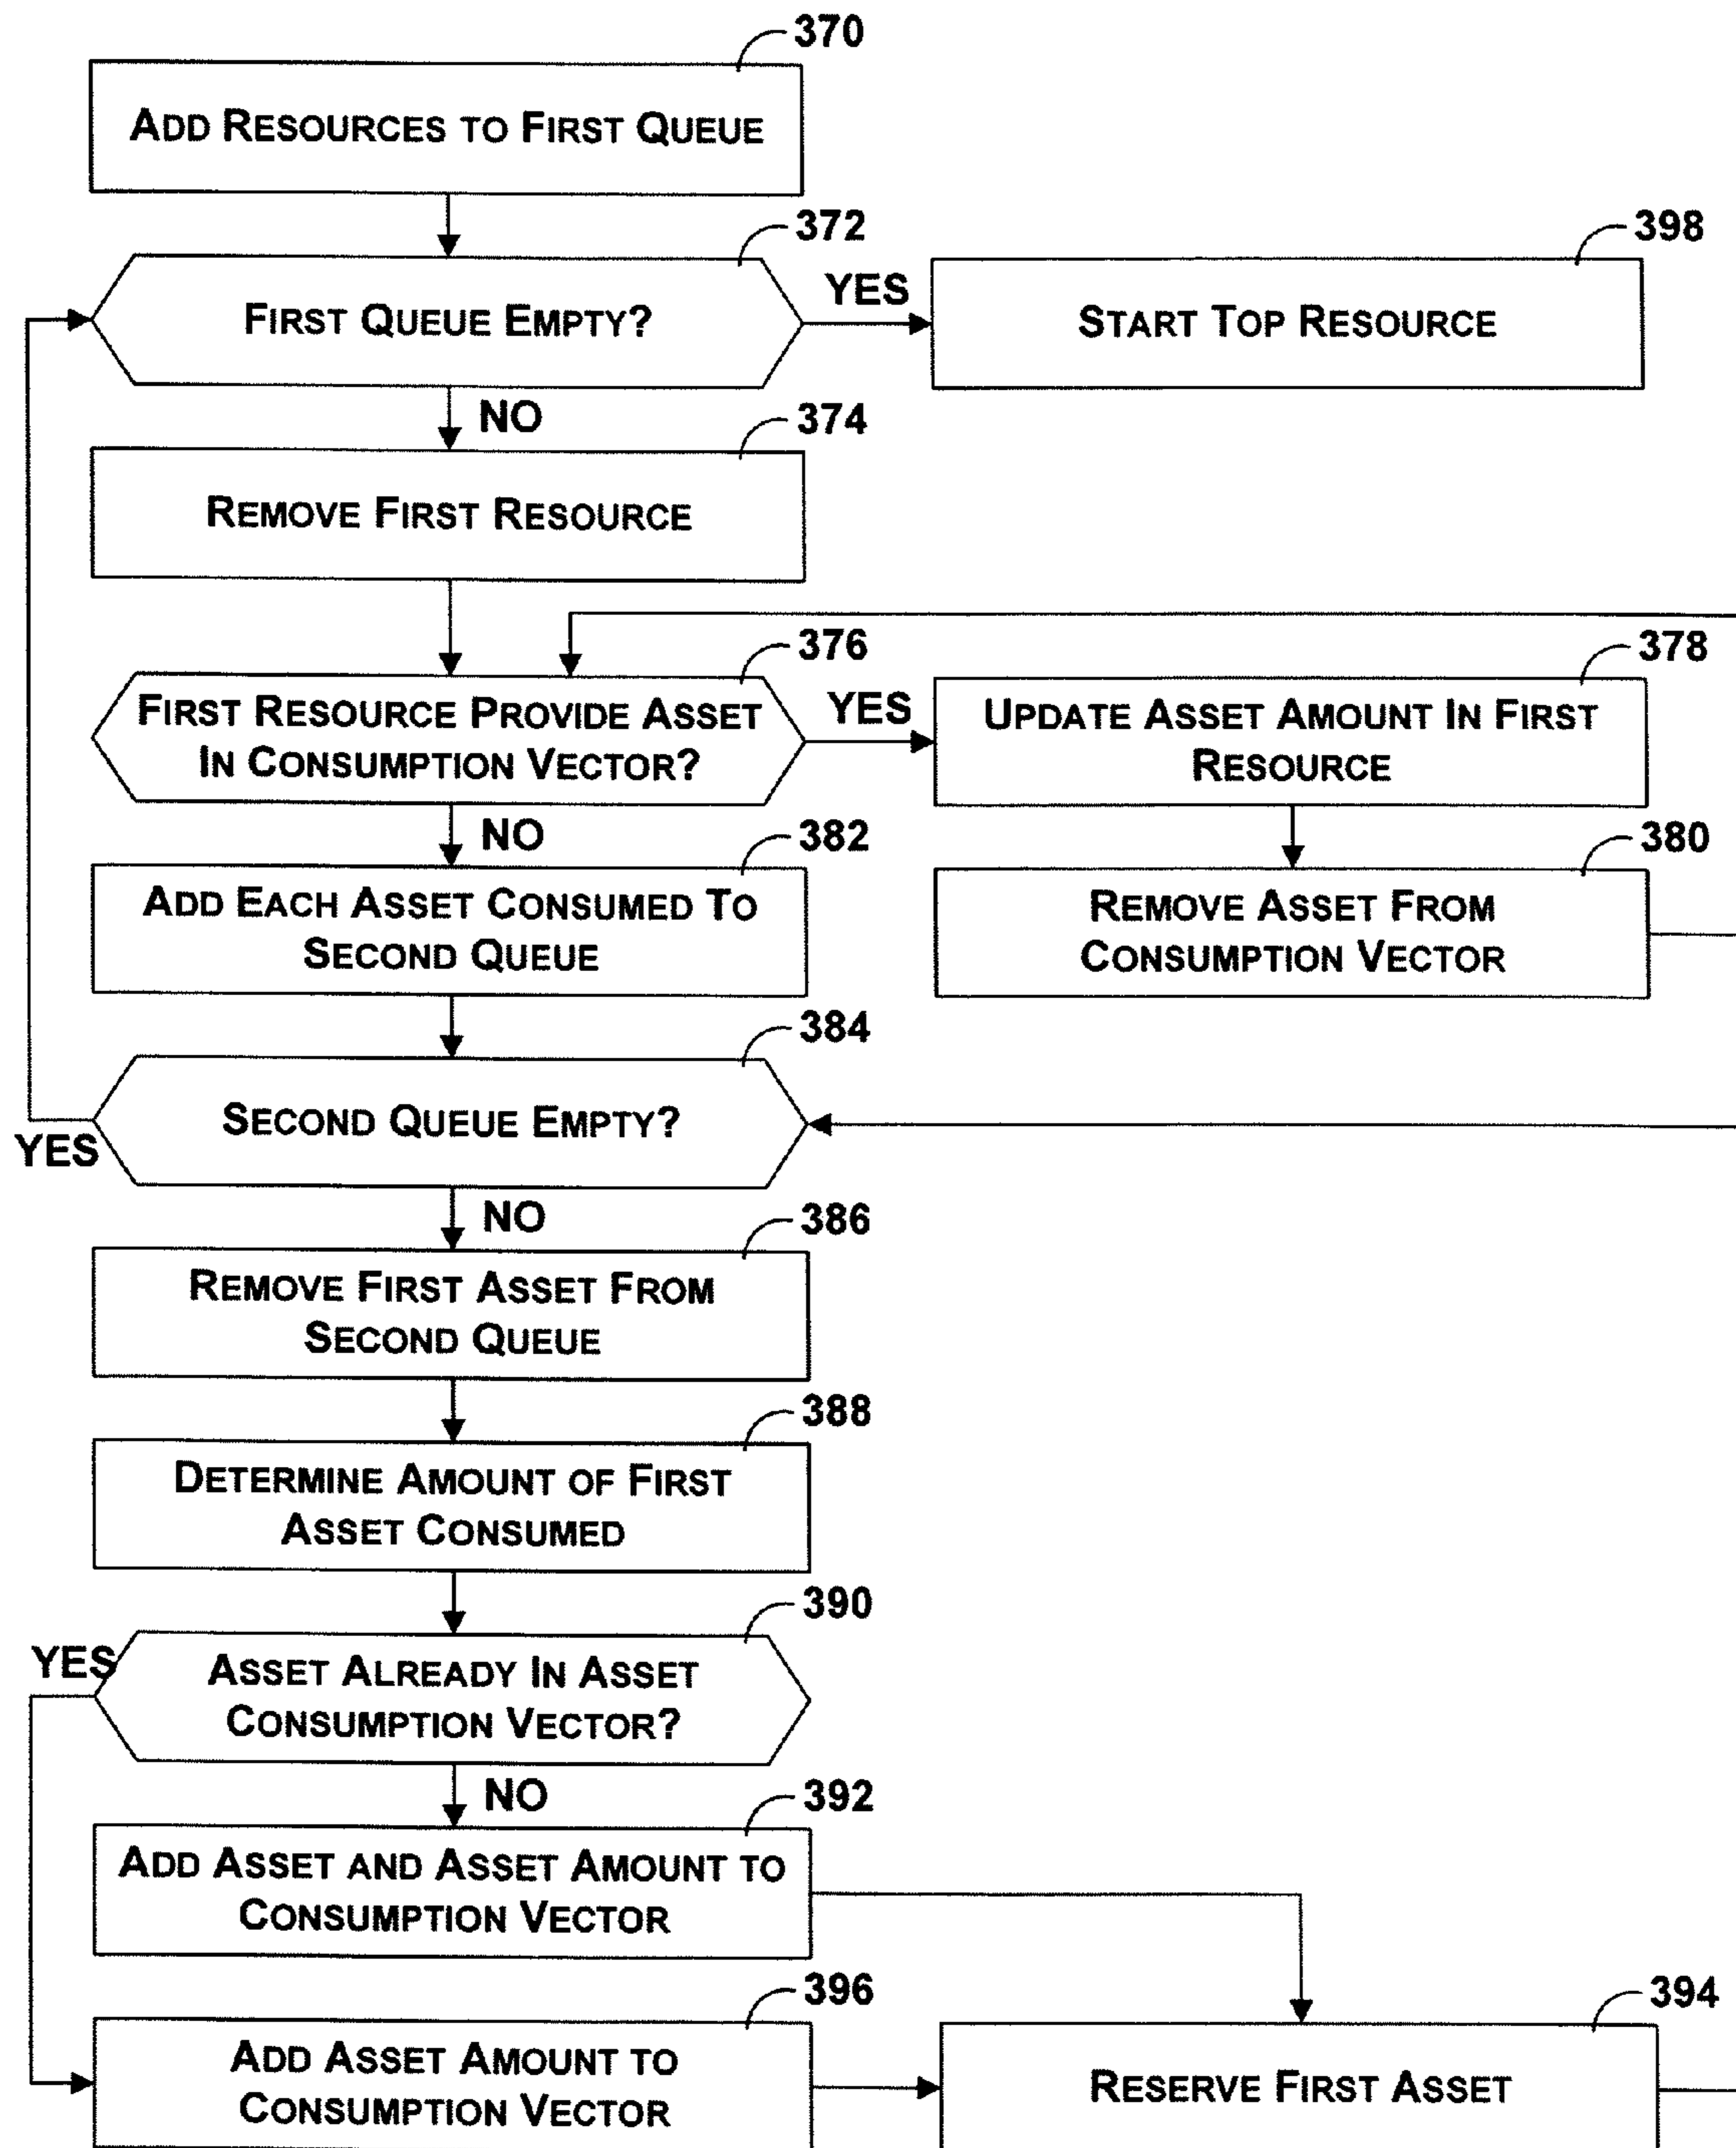 370
ADD RESOURCES TO FIRST QUEUE
372
FIRST QUEUE EMPTY?
YES
398
START TOP RESOURCE
NO
374
REMOVE FIRST RESOURCE
376
FIRST RESOURCE PROVIDE ASSET
IN CONSUMPTION VECTOR?
YES
378
UPDATE ASSET AMOUNT IN FIRST
RESOURCE
NO
382
ADD EACH ASSET CONSUMED TO
SECOND QUEUE
380
REMOVE ASSET FROM
CONSUMPTION VECTOR
384
SECOND QUEUE EMPTY?
YES
NO
386
REMOVE FIRST ASSET FROM
SECOND QUEUE
388
DETERMINE AMOUNT OF FIRST
ASSET CONSUMED
390
YES
ASSET ALREADY IN ASSET
CONSUMPTION VECTOR?
NO
392
ADD ASSET AND ASSET AMOUNT TO
CONSUMPTION VECTOR
396
ADD ASSET AMOUNT TO
CONSUMPTION VECTOR
394
RESERVE FIRST ASSET